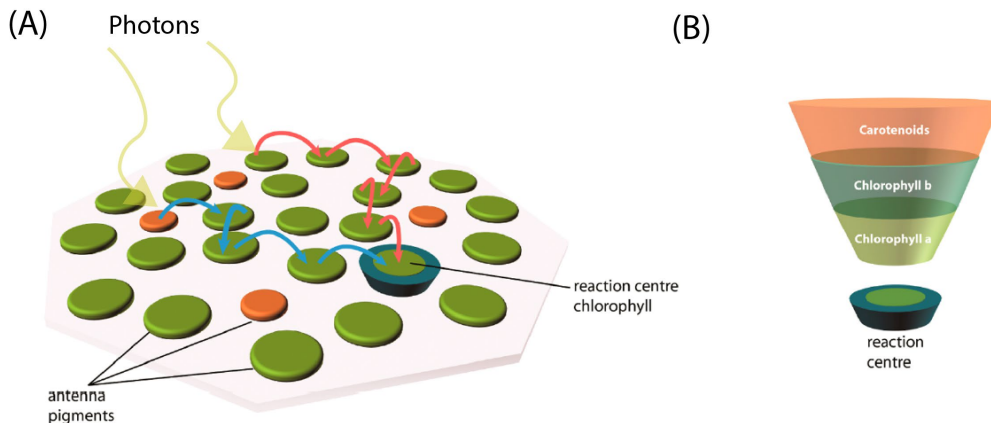 (A)
Photons
reaction centre
chlorophyll
antenna
pigments
(B)
Carotenoids
Chlorophyll b
Chlorophyll a
reaction
centre